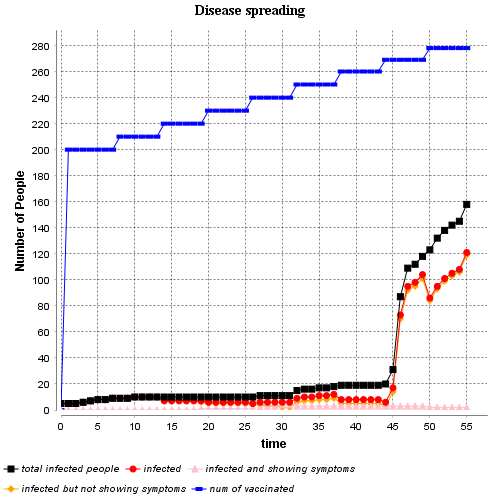 Disease spreading
Number of People
280
260
240
220
200
180
160
140
120
100
80
60
40
20
0
0 5 10 15 20 25 30 35 40 45 50 55
time
total infected people infected infected and showing symptoms
infected but not showing symptoms num of vaccinated